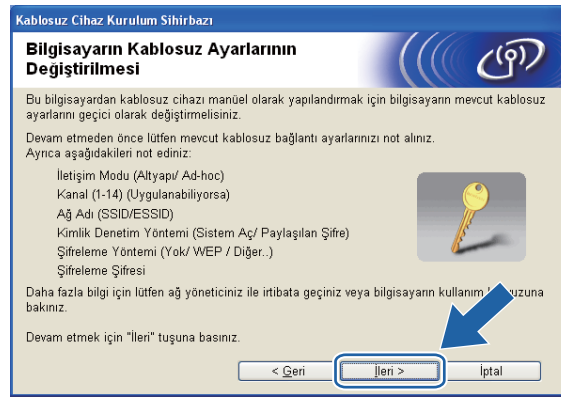 Kablosuz Cihaz Kurulum Sihirbazı
Bilgisayarın Kablosuz Ayarlarının
Değiştirilmesi
Bu bilgisayardan kablosuz cihazı manüel olarak yapılandırmak için bilgisayarın mevcut kablosuz
ayarlarını geçici olarak değiştirmelisiniz.
Devam etmeden önce lütfen mevcut kablosuz bağlantı ayarlarınızı not alınız.
Ayrıca aşağıdakileri not ediniz:
İletişim Modu (Altyapı/ Ad-hoc)
Kanal (1-14) (Uygulanabiliyorsa)
Ağ Adı (SSID/ESSID)
Kimlik Denetim Yöntemi (Sistem Aç/ Paylaşılan Şifre)
Şifreleme Yöntemi (Yok/ WEP / Diğer..)
Şifreleme Şifresi
Daha fazla bilgi için lütfen ağ yöneticiniz ile irtibata geçiniz veya bilgisayarın kullanım
bakınız.
Devam etmek için "İleri" tuşuna basınız.
< Geri
İleri >
İptal